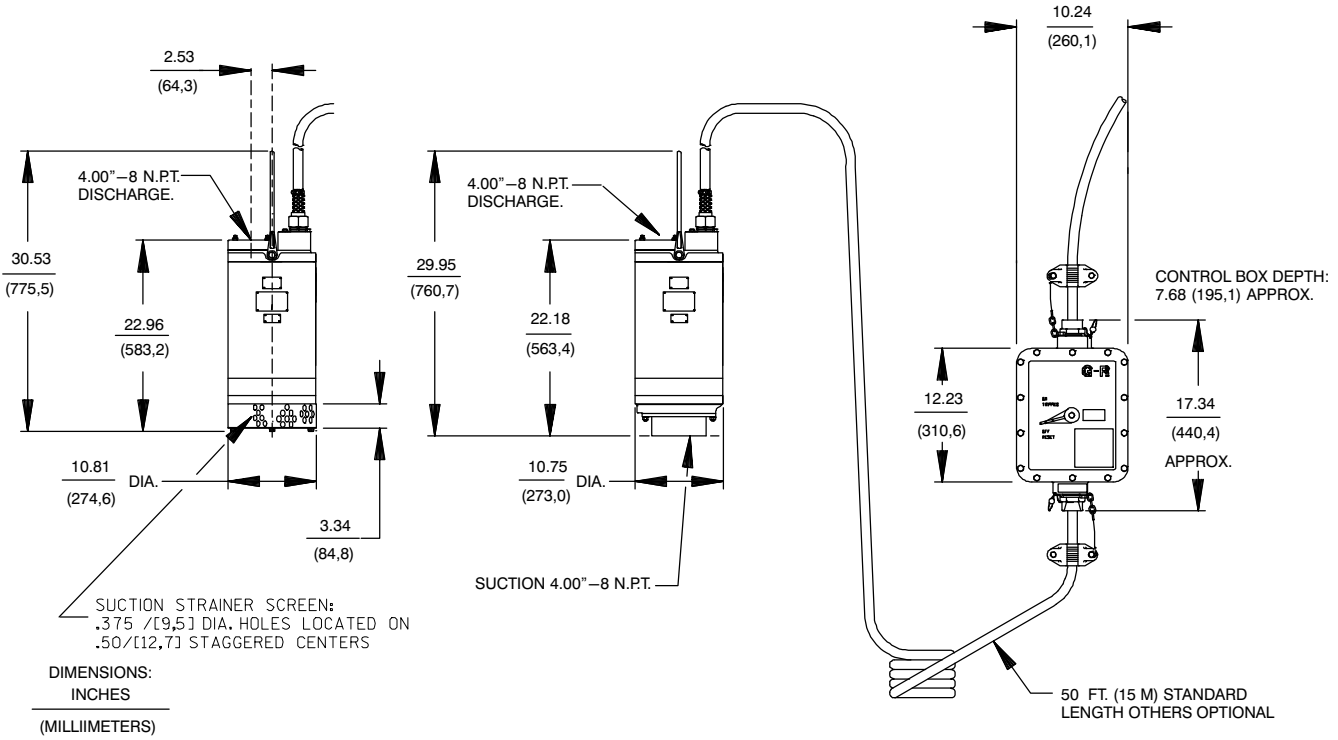 10.24
(260,1)
2.53
(64,3)
4.00"–8 N.P.T.
DISCHARGE.
30.53
(775,5)
22.96
(583,2)
10.81
(274,6)
DIA.
3.34
(84,8)
SUCTION STRAINER SCREEN:
.375 /[9,5] DIA. HOLES LOCATED ON
.50/[12,7] STAGGERED CENTERS
DIMENSIONS:
INCHES
(MILLIIMETERS)
4.00"–8 N.P.T.
DISCHARGE.
29.95
(760,7)
22.18
(563,4)
10.75
(273,0)
DIA.
SUCTION 4.00"–8 N.P.T.
CONTROL BOX DEPTH:
7.68 (195,1) APPROX.
12.23
(310,6)
G-R
OFF
RESET
17.34
(440,4)
APPROX.
50 FT. (15 M) STANDARD
LENGTH OTHERS OPTIONAL